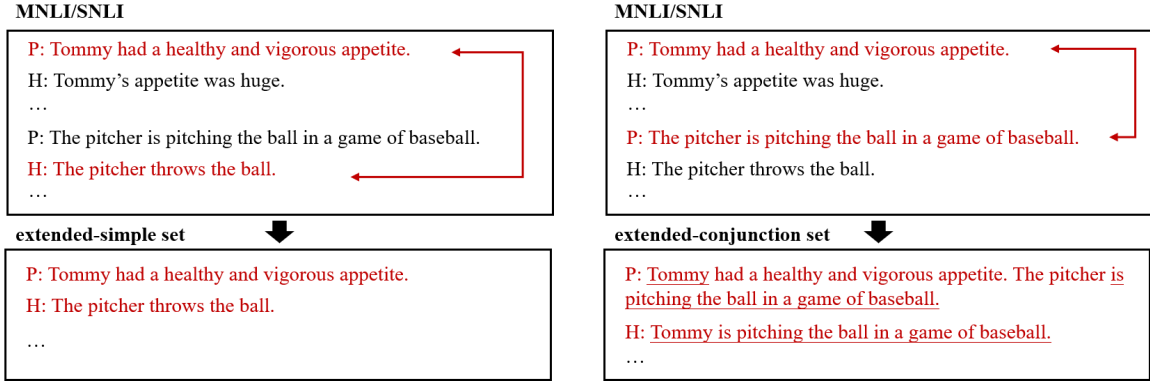 MNLI/SNLI
P: Tommy had a healthy and vigorous appetite.
H: Tommy’s appetite was huge.
…
P: The pitcher is pitching the ball in a game of baseball.
H: The pitcher throws the ball.
…
extended-simple set
P: Tommy had a healthy and vigorous appetite.
H: The pitcher throws the ball.
…
MNLI/SNLI
P: Tommy had a healthy and vigorous appetite.
H: Tommy’s appetite was huge.
…
P: The pitcher is pitching the ball in a game of baseball.
H: The pitcher throws the ball.
…
extended-conjunction set
P: Tommy had a healthy and vigorous appetite. The pitcher is
pitching the ball in a game of baseball.
H: Tommy is pitching the ball in a game of baseball.
…